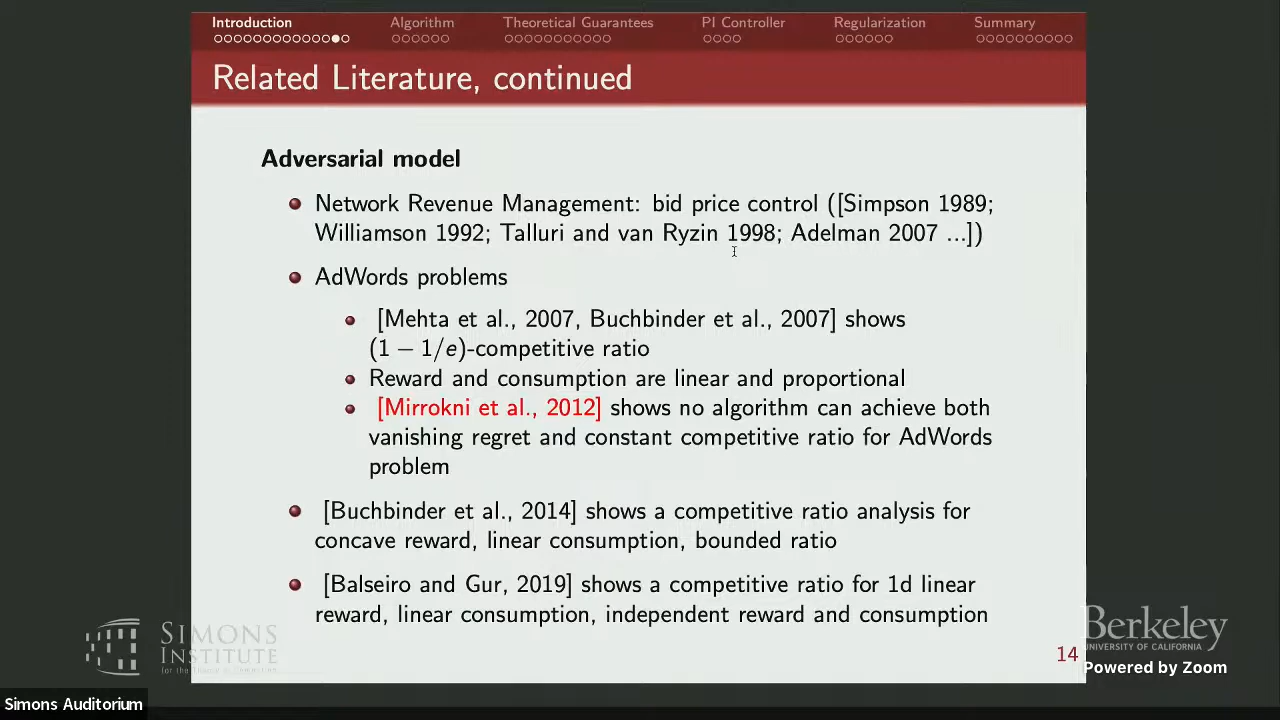 Introduction Algorithm Theoretical Guarantees PI Controller Regularization Summary
Related Literature, continued
Adversarial model
Network Revenue Management: bid price control ([Simpson 1989;
Williamson 1992; Talluri and van Ryzin 1998; Adelman 2007 ...])
AdWords problems
[Mehta et al., 2007, Buchbinder et al., 2007] shows
(1 − 1/e)-competitive ratio
Reward and consumption are linear and proportional
[Mirrokni et al., 2012] shows no algorithm can achieve both
vanishing regret and constant competitive ratio for AdWords
problem
[Buchbinder et al., 2014] shows a competitive ratio analysis for
concave reward, linear consumption, bounded ratio
[Balseiro and Gur, 2019] shows a competitive ratio for 1d linear
reward, linear consumption, independent reward and consumption
14
SIMONS
INSTITUTE
for the Theory of Computing
Berkeley
UNIVERSITY OF CALIFORNIA
Powered by Zoom
Simons Auditorium